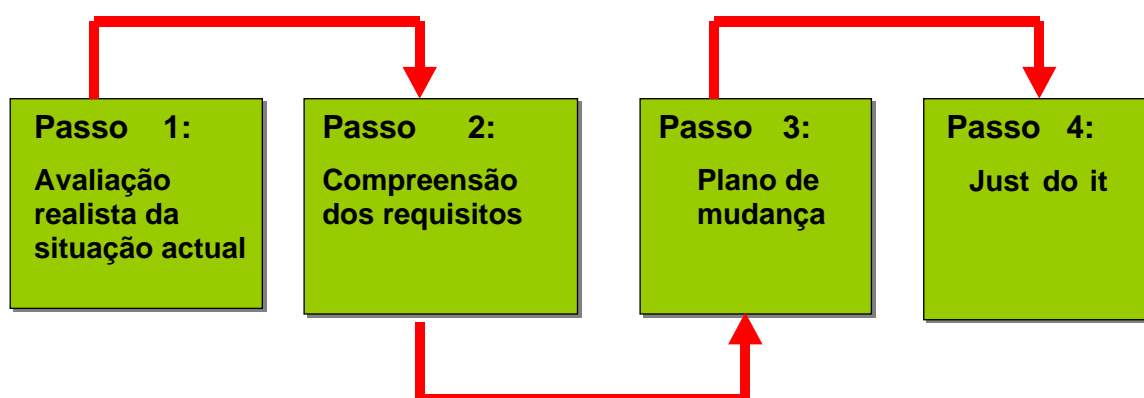 Passo 1:
Avaliação
realista da
situação actual
Passo 2:
Compreensão
dos requisitos
Passo 3:
Plano de
mudança
Passo 4:
Just do it